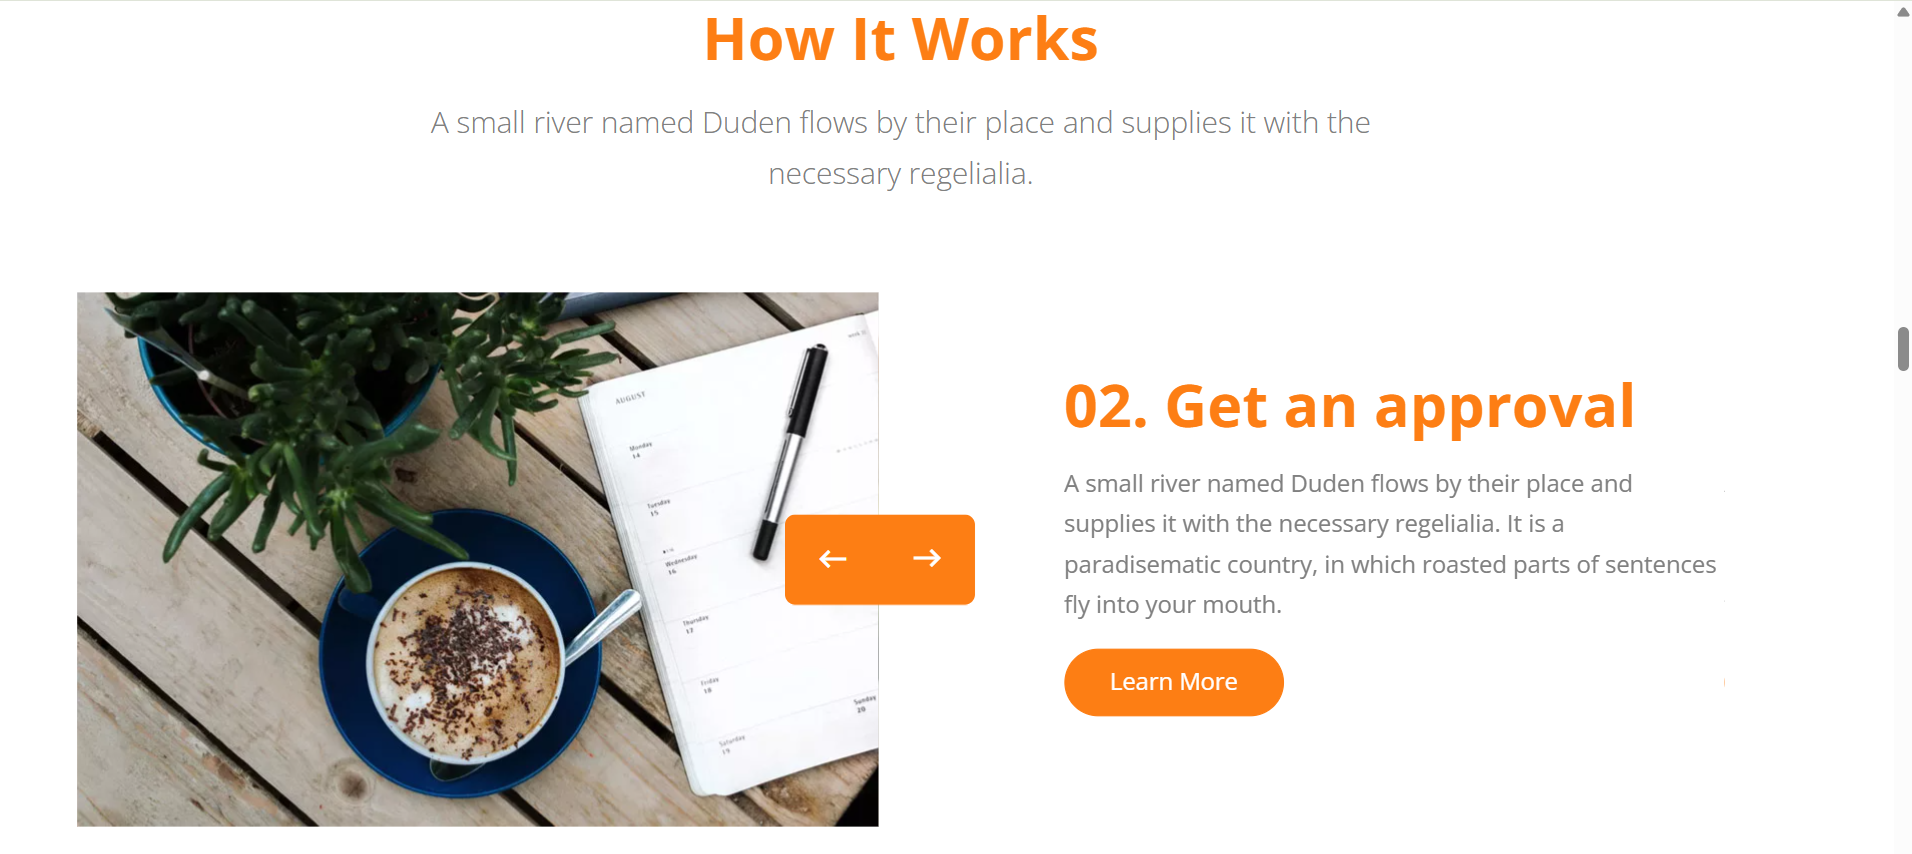 How It Works
A small river named Duden flows by their place and supplies it with the
necessary regelialia.
AUGUST
week 33
Monday
14
Tuesday
15
Wednesday
16
Thursday
17
Friday
18
Saturday
19
Sunday
20
02. Get an approval
A small river named Duden flows by their place and
supplies it with the necessary regelialia. It is a
paradisematic country, in which roasted parts of sentences
fly into your mouth.
Learn More